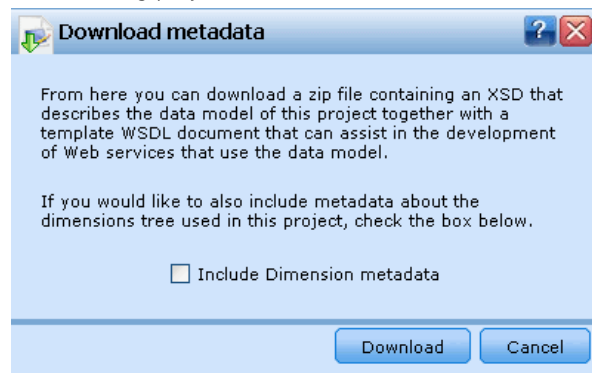 Download metadata
?
From here you can download a zip file containing an XSD that
describes the data model of this project together with a
template WSDL document that can assist in the development
of Web services that use the data model.
If you would like to also include metadata about the
dimensions tree used in this project, check the box below.
Include Dimension metadata
Download Cancel